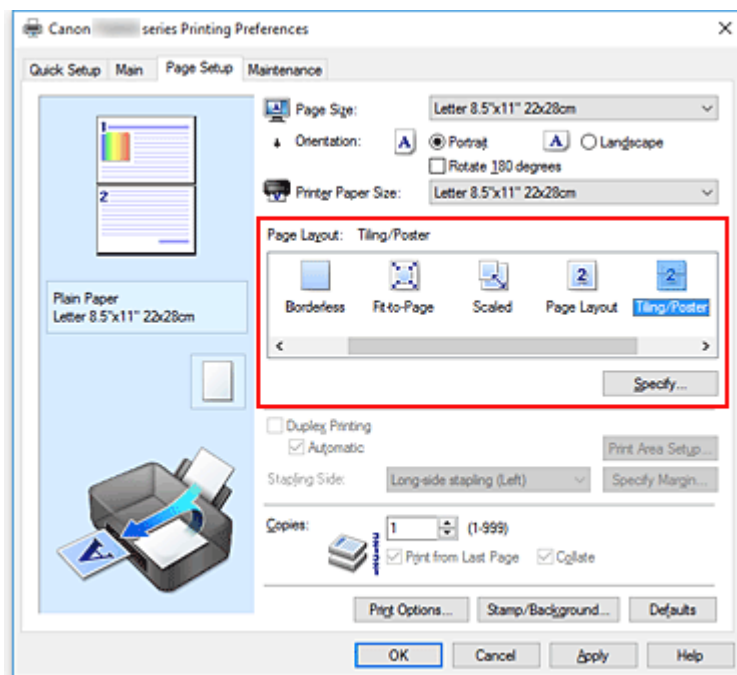 Canon series Printing Preferences
Quick Setup Main Page Setup Maintenance
Page Size: Letter 8.5"x11" 22x28cm
Orientation: A Portrait A Landscape
Rotate 180 degrees
Printer Paper Size: Letter 8.5"x11" 22x28cm
1
2
Page Layout: Tiling/Poster
2 2
Borderless Fit-to-Page Scaled Page Layout Tiling/Poster
Plain Paper
Letter 8.5"x11" 22x28cm
Specify...
Duplex Printing
Automatic Print Area Setup...
Stapling Side: Long-side stapling (Left) Specify Margin...
Copies: 1 (1-999)
Print from Last Page Collate
A
Print Options... Stamp/Background... Defaults
OK Cancel Apply Help